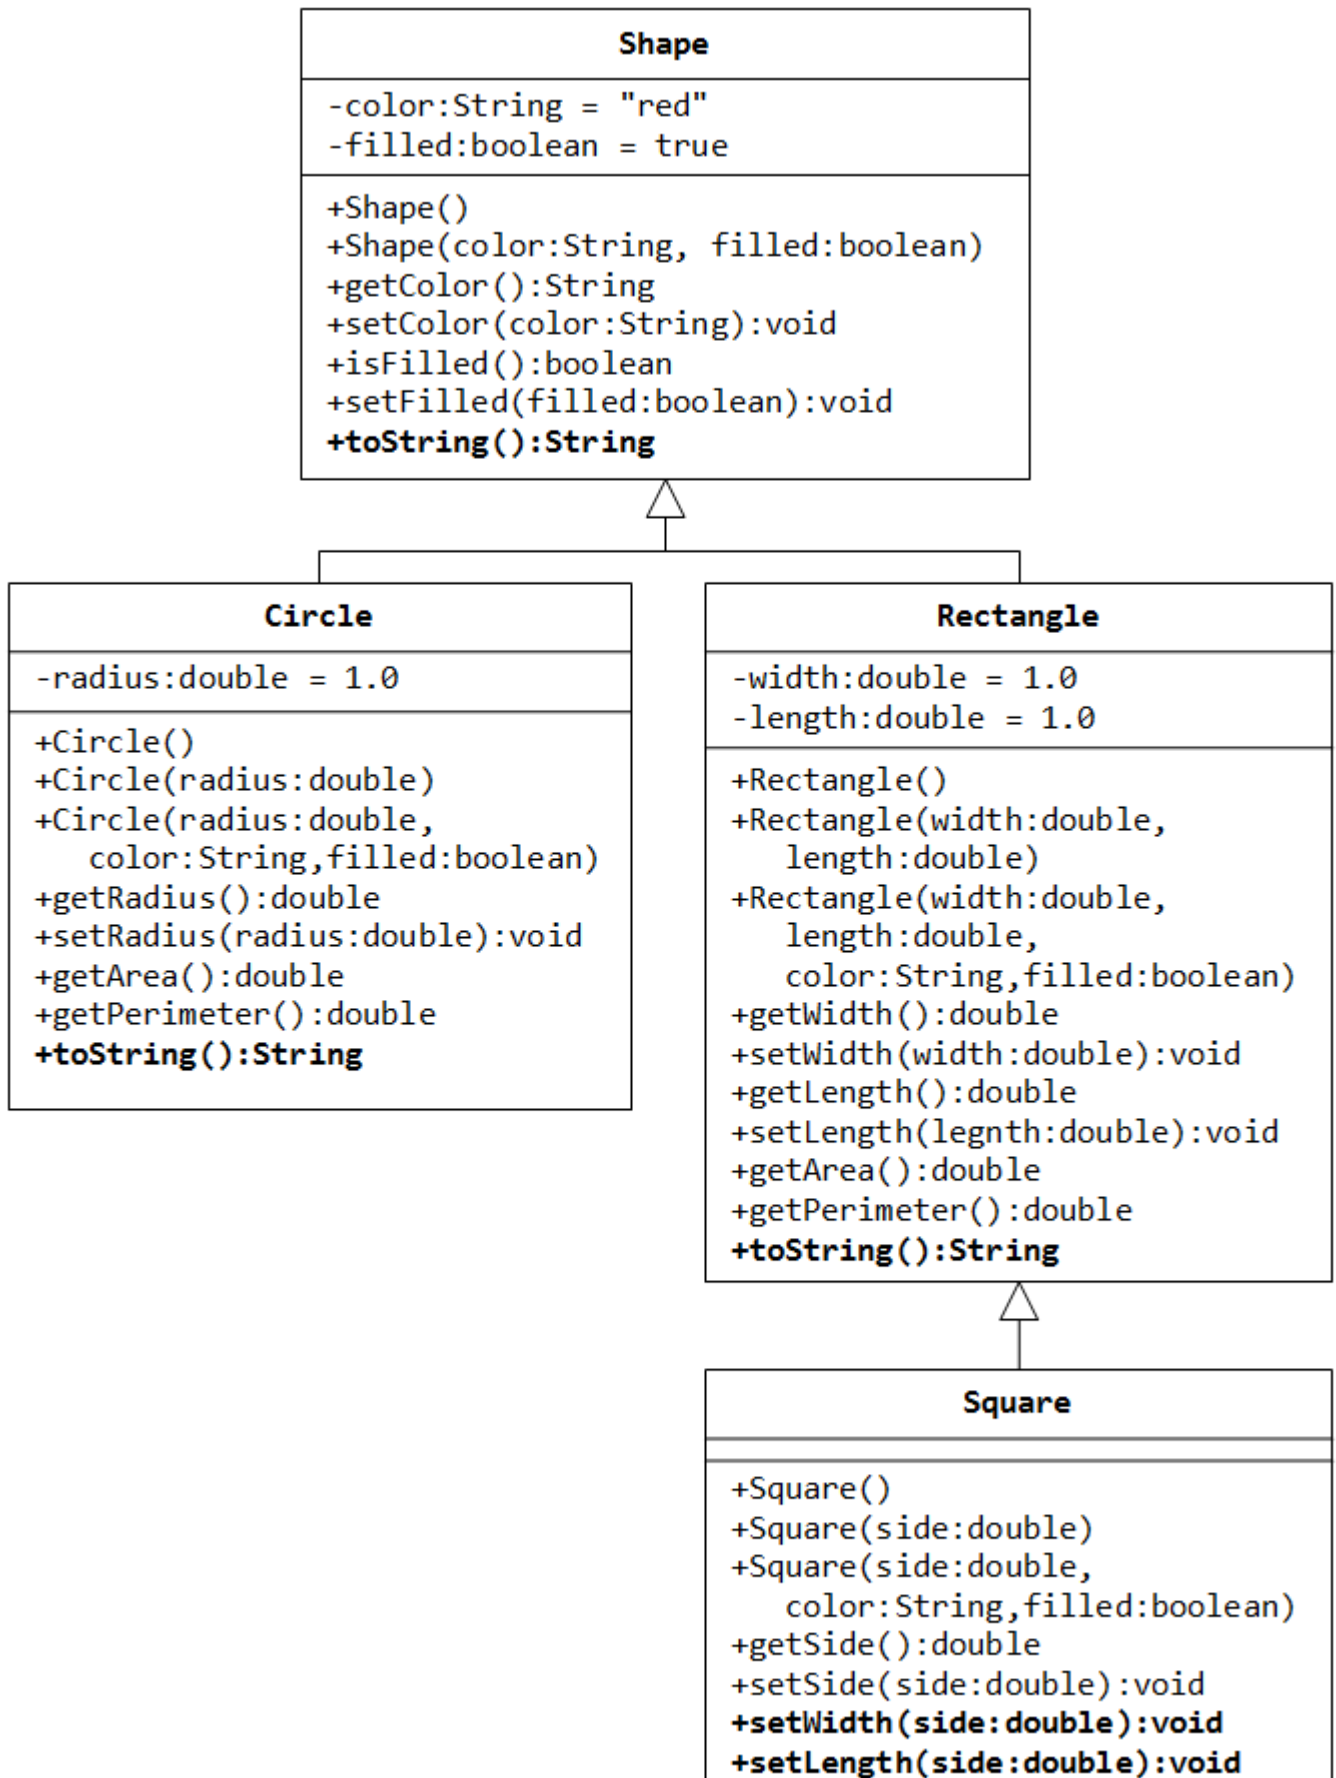 Shape
-color:String = "red"
-filled:boolean = true
+Shape()
+Shape(color:String, filled:boolean)
+getColor():String
+setColor(color:String):void
+isFilled():boolean
+setFilled(filled:boolean):void
+toString():String
Circle
-radius:double = 1.0
+Circle()
+Circle(radius:double)
+Circle(radius:double,
color:String,filled:boolean)
+getRadius():double
+setRadius(radius:double):void
+getArea():double
+getPerimeter():double
+toString():String
Rectangle
-width:double = 1.0
-length:double = 1.0
+Rectangle()
+Rectangle(width:double,
length:double)
+Rectangle(width:double,
length:double,
color:String,filled:boolean)
+getWidth():double
+setWidth(width:double):void
+getLength():double
+setLength(legnth:double):void
+getArea():double
+getPerimeter():double
+toString():String
Square
+Square()
+Square(side:double)
+Square(side:double,
color:String,filled:boolean)
+getSide():double
+setSide(side:double):void
+setWidth(side:double):void
+setLength(side:double):void